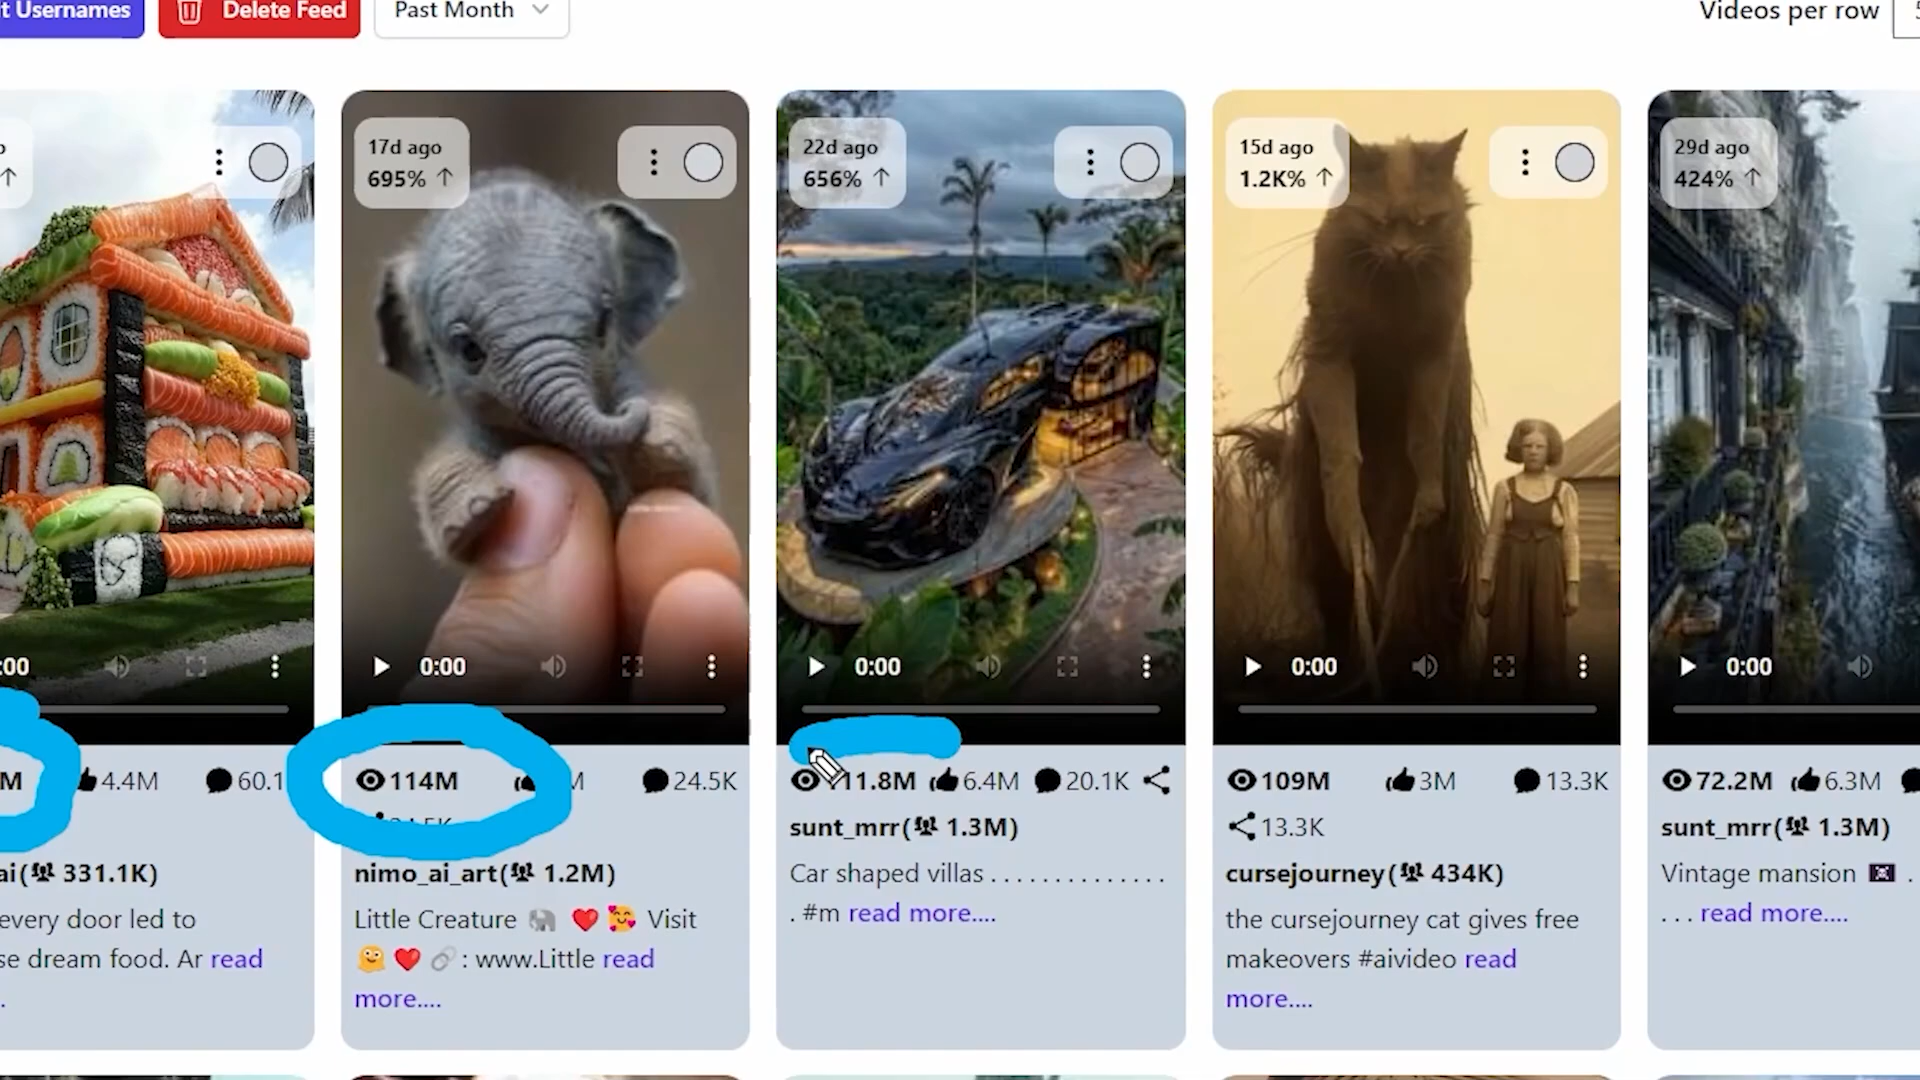 t Usernames
Delete Feed
Past Month
Videos per row
17d ago
695% ↑
22d ago
656% ↑
15d ago
1.2K% ↑
29d ago
424% ↑
:00
0:00
0:00
0:00
0:00
M 4.4M 60.1
114M M 24.5K
11.8M 6.4M 20.1K
109M 3M 13.3K
72.2M 6.3M
ai( 331.1K)
every door led to
se dream food. Ar read
nimo_ai_art( 1.2M)
Little Creature 🐘 ❤️ 🥰 Visit
🤗 ❤️ 🔗 : www.Little read
more....
sunt_mrr( 1.3M)
Car shaped villas . . . . . . . . . . . . . .
. #m read more....
13.3K
cursejourney( 434K)
the cursejourney cat gives free
makeovers #aivideo read
more....
sunt_mrr( 1.3M)
Vintage mansion 🏴‍☠️ .
. . . read more....